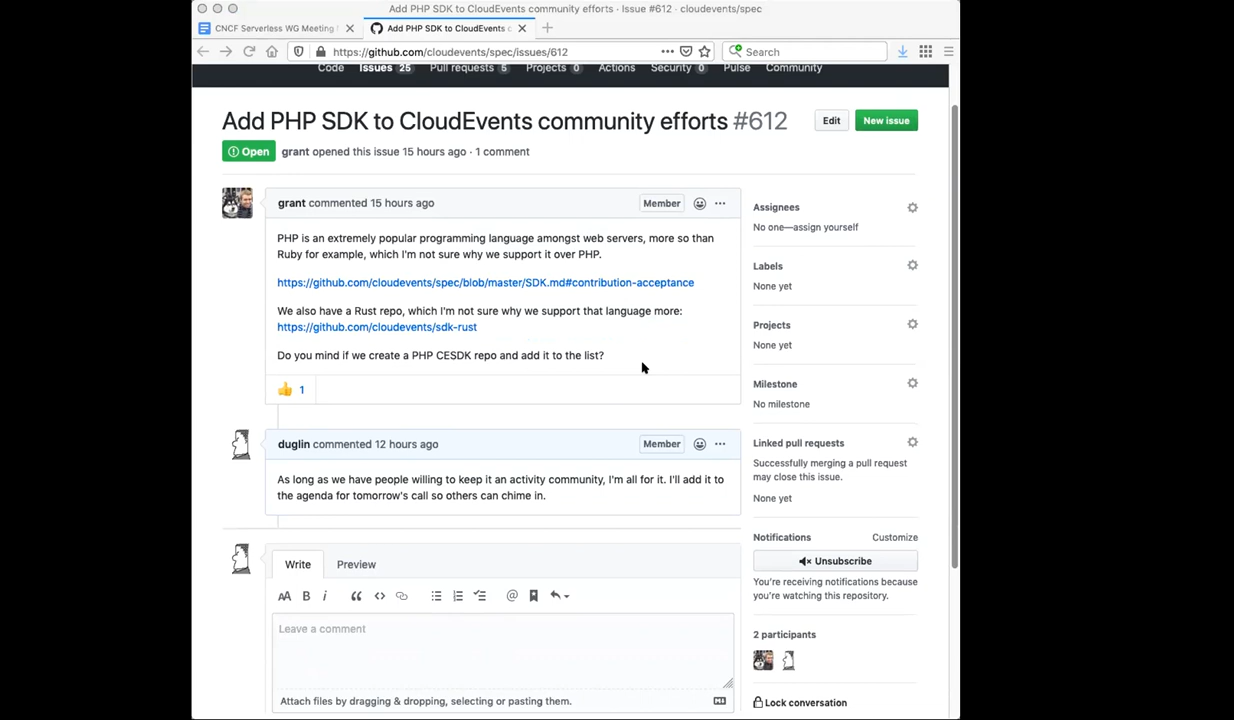 Add PHP SDK to CloudEvents community efforts · Issue #612 · cloudevents/spec
CNCF Serverless WG Meeting
Add PHP SDK to CloudEvents c
https://github.com/cloudevents/spec/issues/612
Search
Code Issues 25 Pull requests 5 Projects 0 Actions Security 0 Pulse Community
Add PHP SDK to CloudEvents community efforts #612
Edit
New issue
Open
grant opened this issue 15 hours ago · 1 comment
grant commented 15 hours ago
Member
PHP is an extremely popular programming language amongst web servers, more so than
Ruby for example, which I'm not sure why we support it over PHP.
https://github.com/cloudevents/spec/blob/master/SDK.md#contribution-acceptance
We also have a Rust repo, which I'm not sure why we support that language more:
https://github.com/cloudevents/sdk-rust
Do you mind if we create a PHP CESDK repo and add it to the list?
1
duglin commented 12 hours ago
Member
As long as we have people willing to keep it an activity community, I'm all for it. I'll add it to
the agenda for tomorrow's call so others can chime in.
Write
Preview
AA B i
Leave a comment
Attach files by dragging & dropping, selecting or pasting them.
Assignees
No one—assign yourself
Labels
None yet
Projects
None yet
Milestone
No milestone
Linked pull requests
Successfully merging a pull request
may close this issue.
None yet
Notifications
Customize
Unsubscribe
You're receiving notifications because
you're watching this repository.
2 participants
Lock conversation